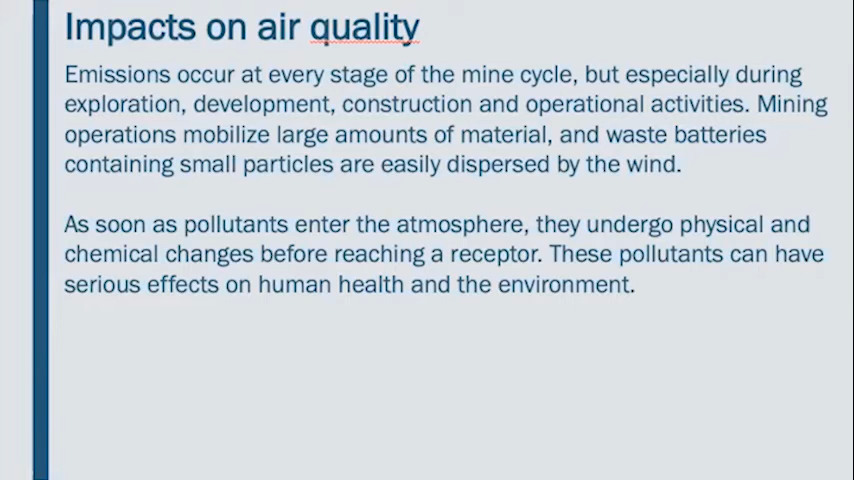 Impacts on air quality
Emissions occur at every stage of the mine cycle, but especially during
exploration, development, construction and operational activities. Mining
operations mobilize large amounts of material, and waste batteries
containing small particles are easily dispersed by the wind.
As soon as pollutants enter the atmosphere, they undergo physical and
chemical changes before reaching a receptor. These pollutants can have
serious effects on human health and the environment.